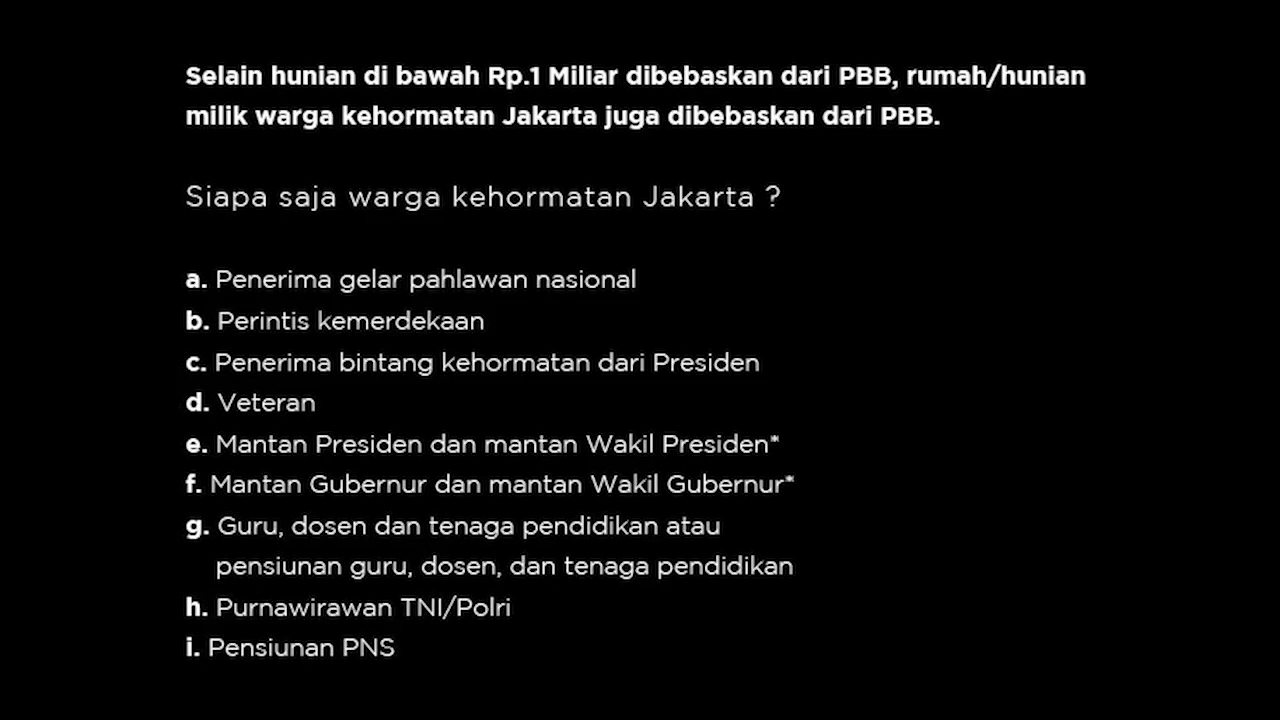 Selain hunian di bawah Rp.1 Miliar dibebaskan dari PBB, rumah/hunian
milik warga kehormatan Jakarta juga dibebaskan dari PBB.
Siapa saja warga kehormatan Jakarta ?
a. Penerima gelar pahlawan nasional
b. Perintis kemerdekaan
c. Penerima bintang kehormatan dari Presiden
d. Veteran
e. Mantan Presiden dan mantan Wakil Presiden*
f. Mantan Gubernur dan mantan Wakil Gubernur*
g. Guru, dosen dan tenaga pendidikan atau
pensiunan guru, dosen, dan tenaga pendidikan
h. Purnawirawan TNI/Polri
i. Pensiunan PNS